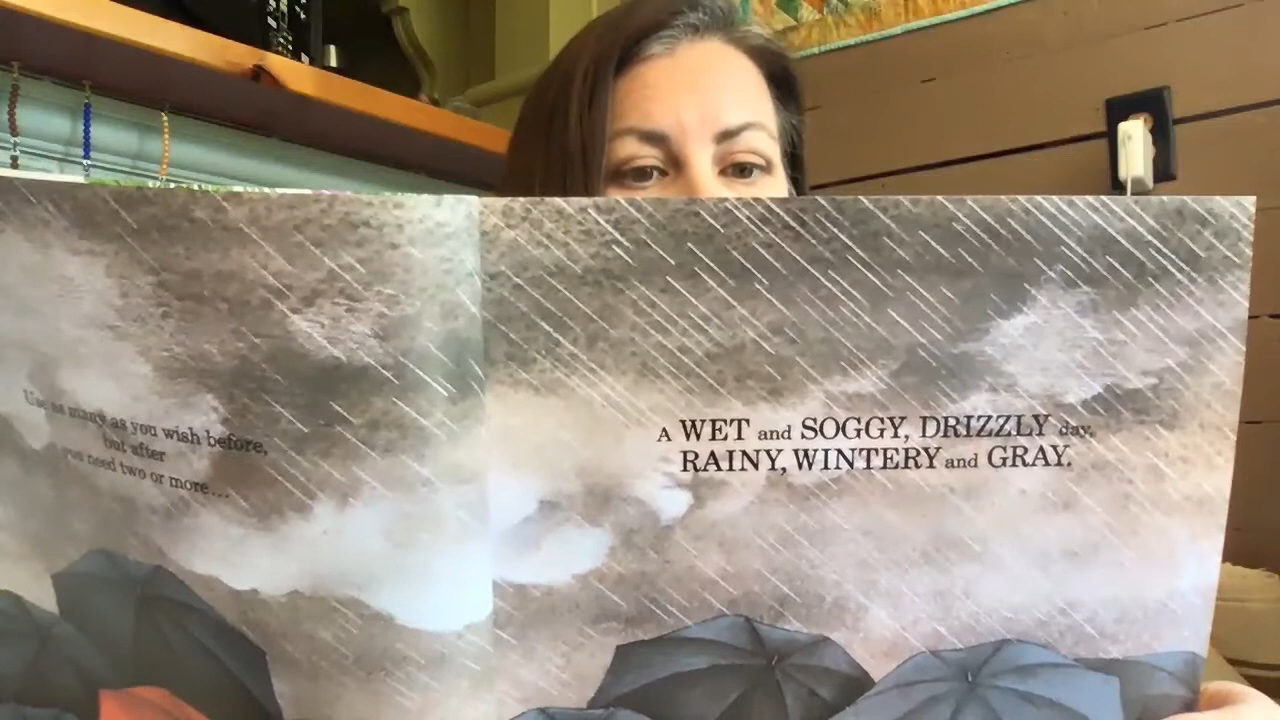 Use as many as you wish before,
but after
you need two or more...
A WET and SOGGY, DRIZZLY day,
RAINY, WINTERY and GRAY.